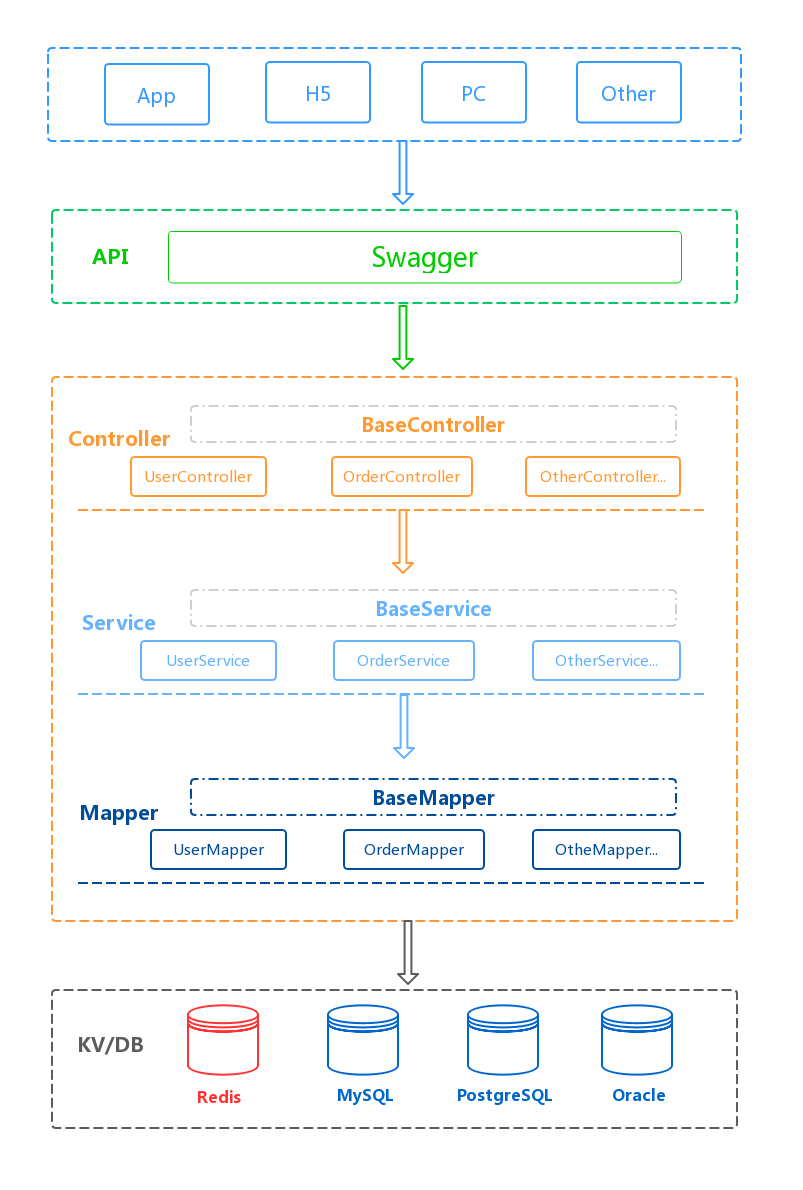 App
H5
PC
Other
API
Swagger
BaseController
Controller
UserController
OrderController
OtherController...
BaseService
Service
UserService
OrderService
OtherService...
BaseMapper
Mapper
UserMapper
OrderMapper
OtheMapper...
KV/DB
Redis
MySQL
PostgreSQL
Oracle